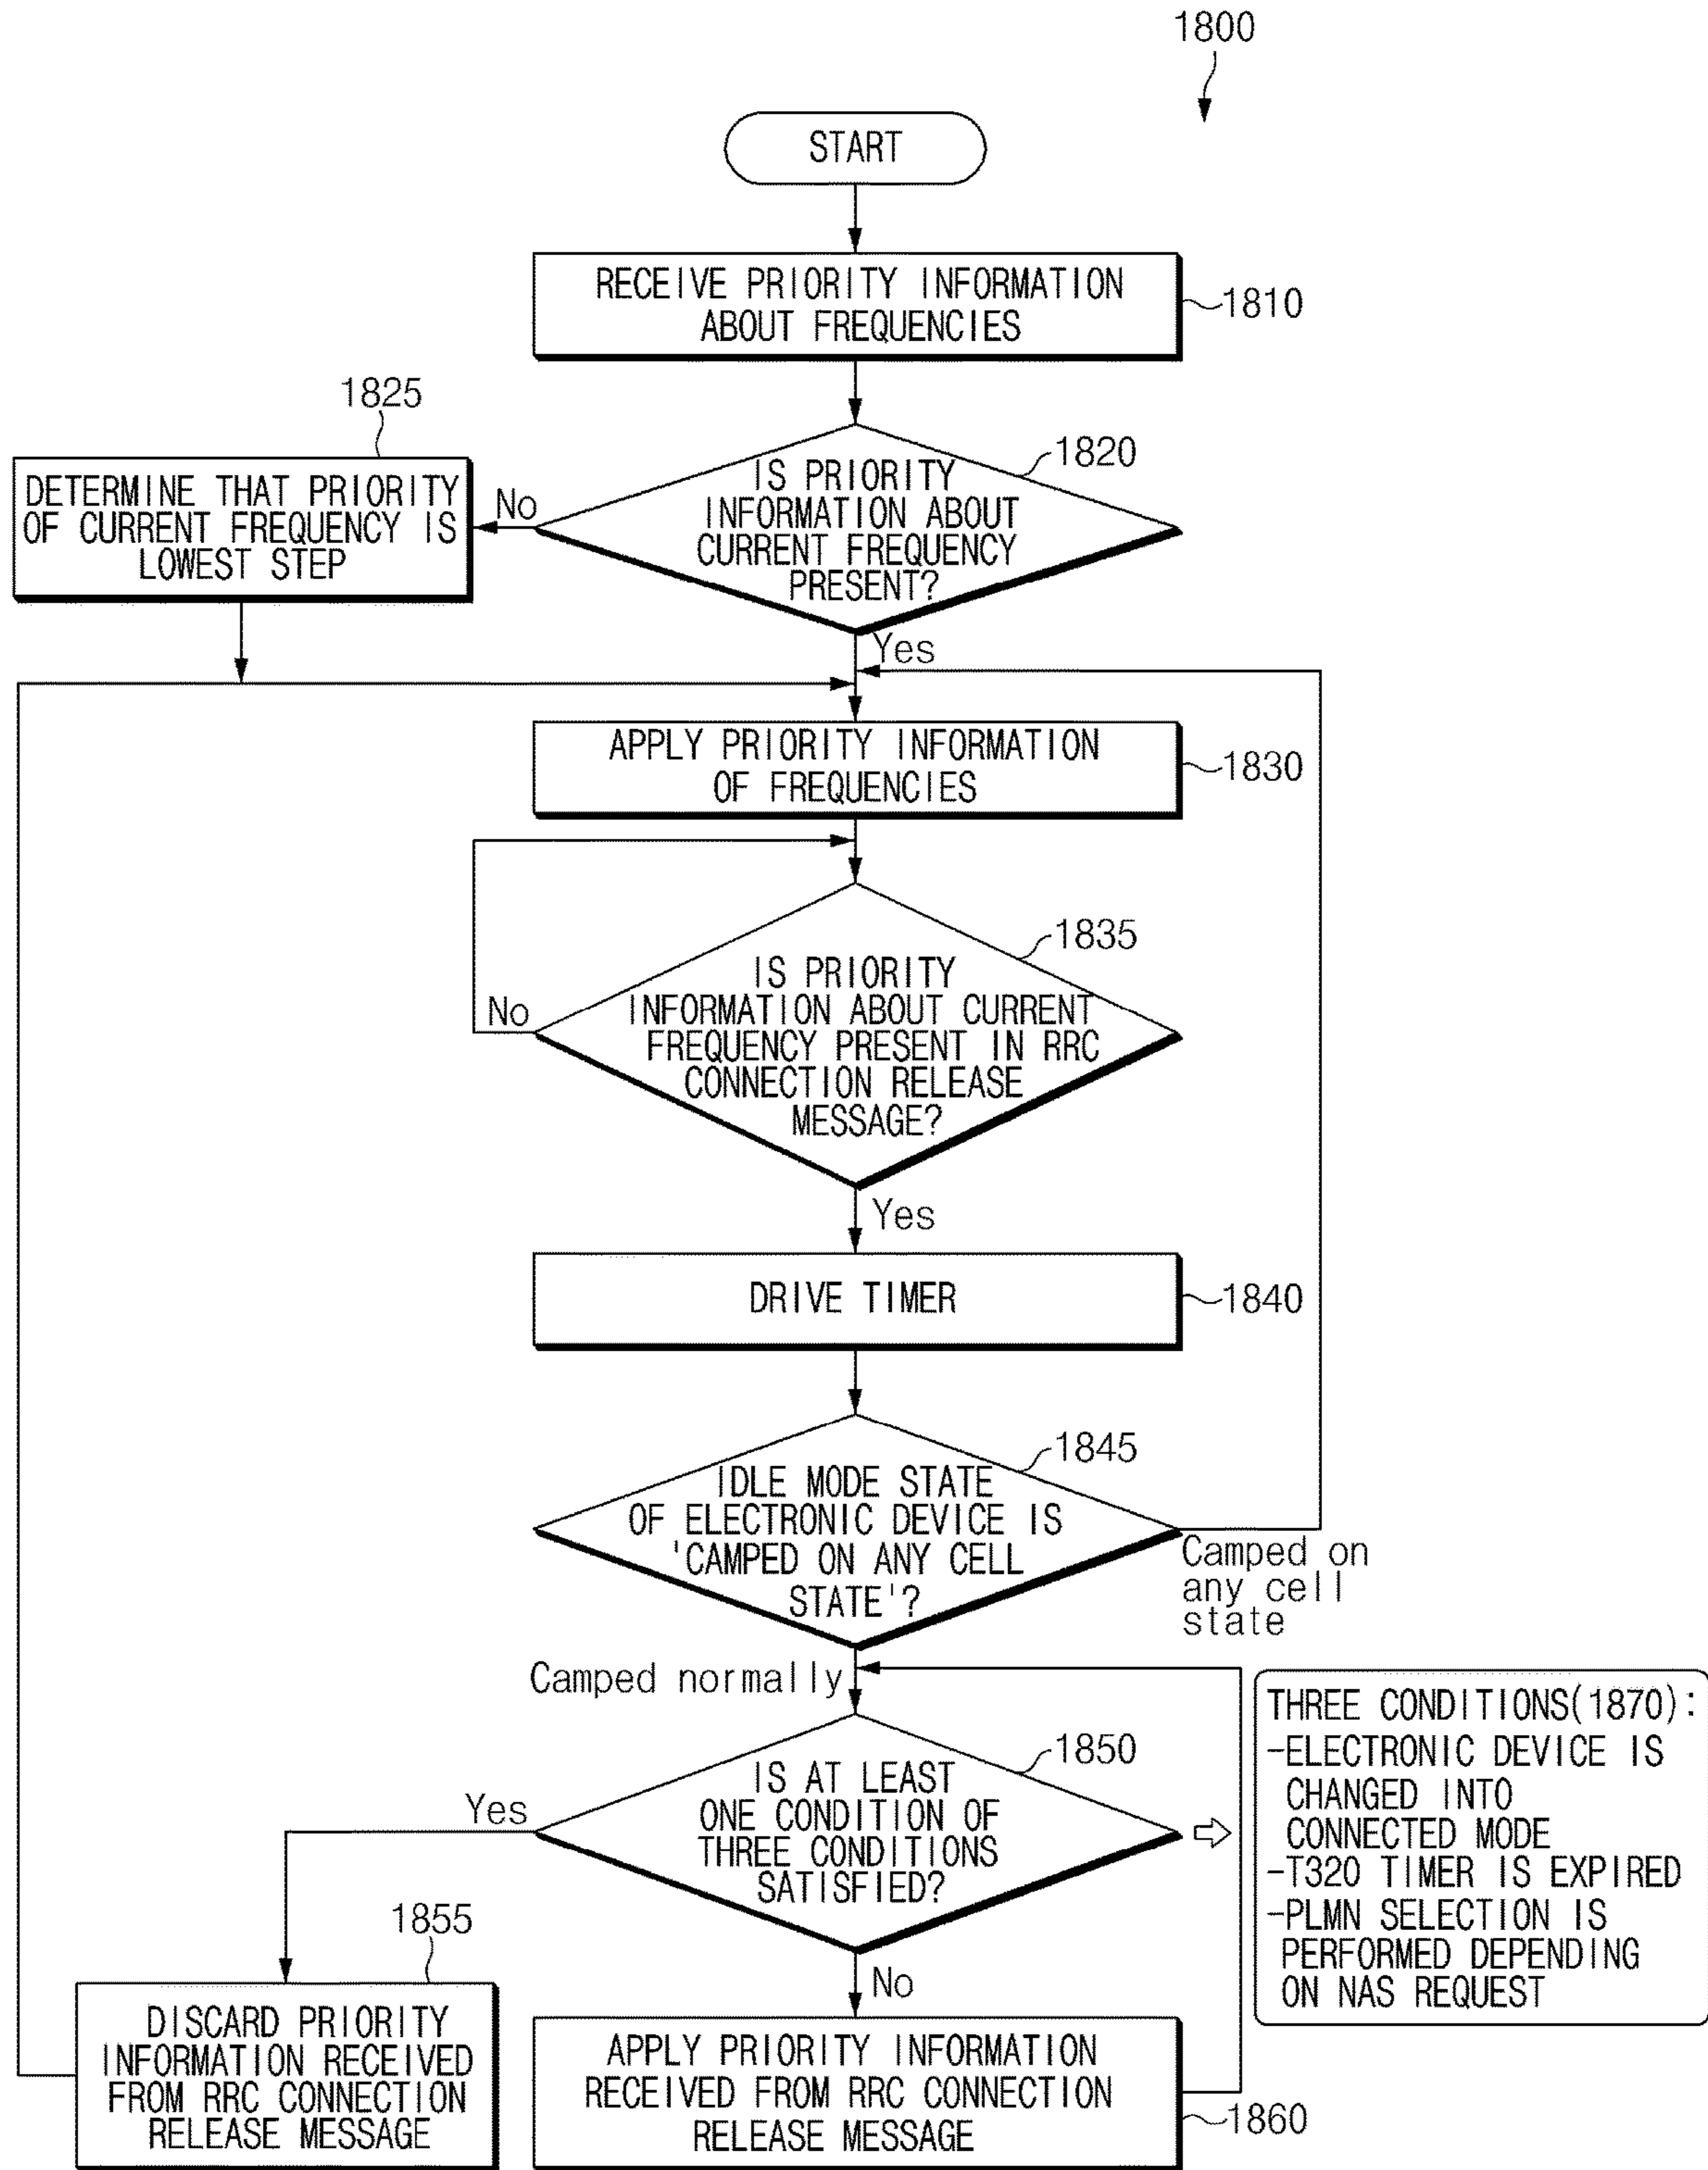 1800
START
RECEIVE PRIORITY INFORMATION
ABOUT FREQUENCIES
1810
1825
DETERMINE THAT PRIORITY
OF CURRENT FREQUENCY IS
LOWEST STEP
No
1820
IS PRIORITY
INFORMATION ABOUT
CURRENT FREQUENCY
PRESENT?
Yes
APPLY PRIORITY INFORMATION
OF FREQUENCIES
1830
1835
IS PRIORITY
INFORMATION ABOUT CURRENT
FREQUENCY PRESENT IN RRC
CONNECTION RELEASE
MESSAGE?
No
Yes
DRIVE TIMER
1840
1845
IDLE MODE STATE
OF ELECTRONIC DEVICE IS
'CAMPED ON ANY CELL
STATE'?
Camped on
any cell
state
Camped normally
1850
IS AT LEAST
ONE CONDITION OF
THREE CONDITIONS
SATISFIED?
Yes
No
THREE CONDITIONS(1870):
-ELECTRONIC DEVICE IS
CHANGED INTO
CONNECTED MODE
-T320 TIMER IS EXPIRED
-PLMN SELECTION IS
PERFORMED DEPENDING
ON NAS REQUEST
1855
DISCARD PRIORITY
INFORMATION RECEIVED
FROM RRC CONNECTION
RELEASE MESSAGE
APPLY PRIORITY INFORMATION
RECEIVED FROM RRC CONNECTION
RELEASE MESSAGE
1860